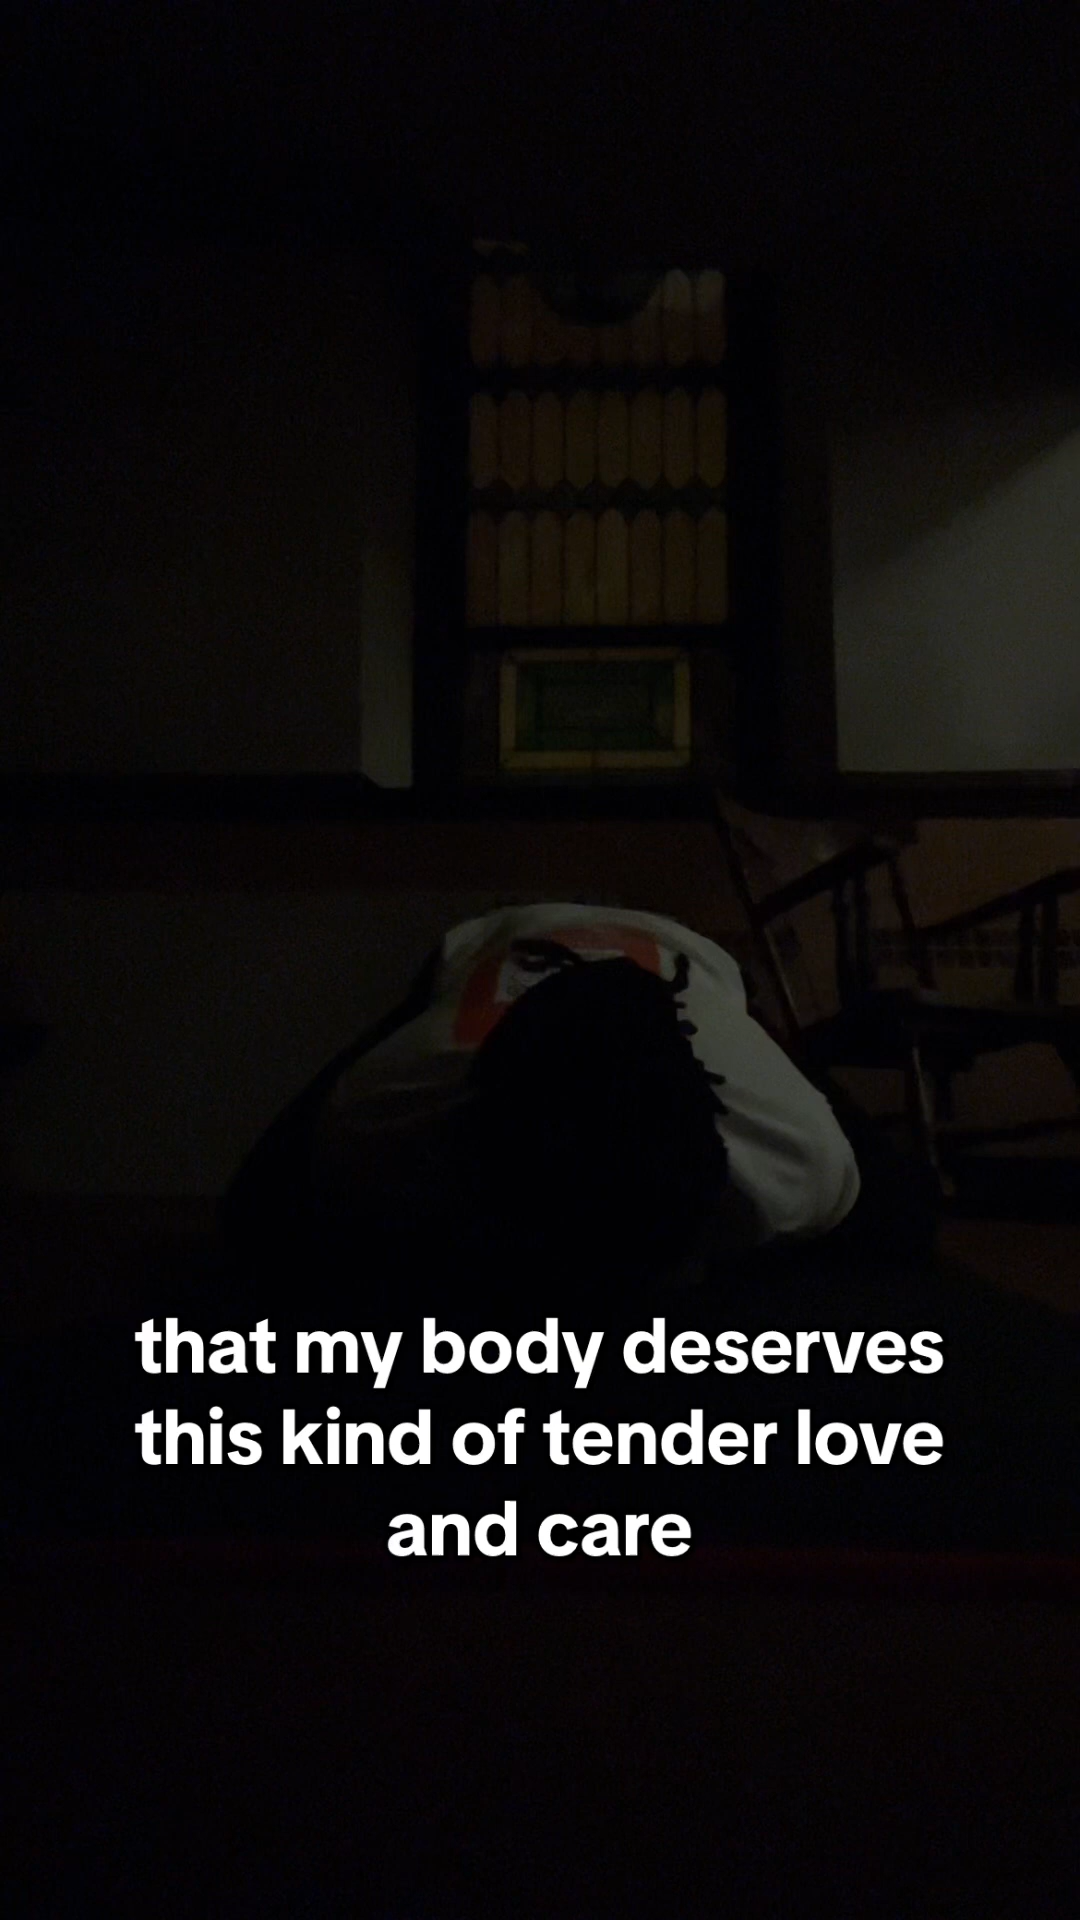 that my body deserves
this kind of tender love
and care